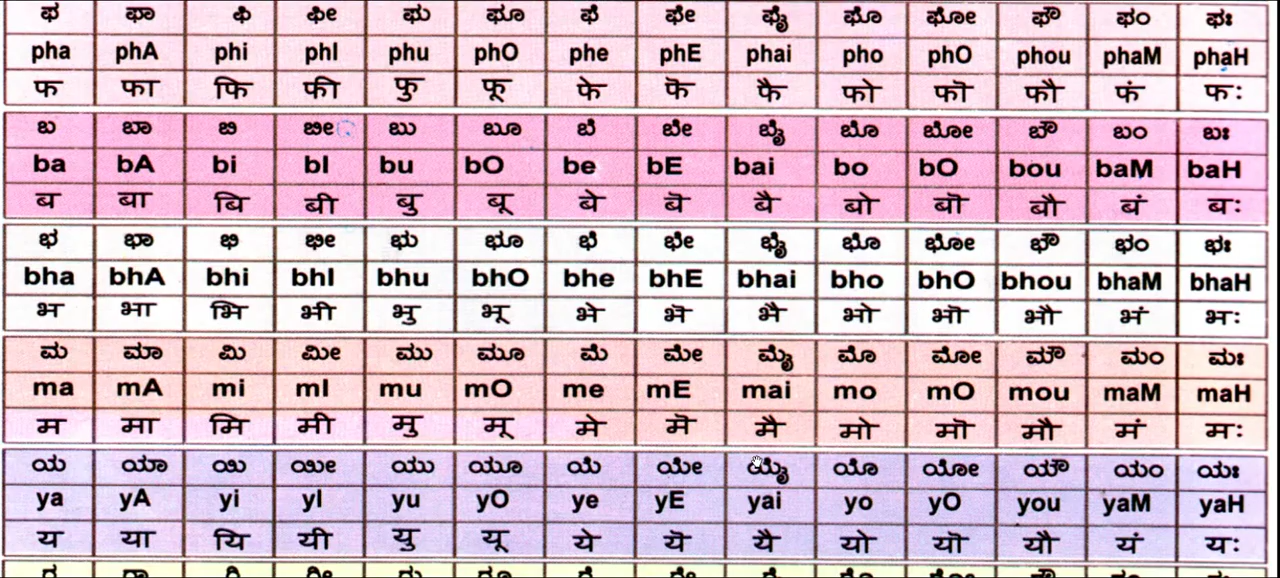 ಫ ಫಾ ಫಿ ಫೀ ಫು ಫೂ ಫೆ ಫೇ ಫೈ ಫೊ ಫೋ ಫೌ ಫಂ ಫಃ
pha phA phi phI phu phO phe phE phai pho phO phou phaM phaH
फ फा फि फी फु फू फे फॆ फै फो फॊ फौ फं फः
ಬ ಬಾ ಬಿ ಬೀ ಬು ಬೂ ಬೆ ಬೇ ಬೈ ಬೊ ಬೋ ಬೌ ಬಂ ಬಃ
ba bA bi bI bu bO be bE bai bo bO bou baM baH
ब बा बि बी बु बू बे बॆ बै बो बॊ बौ बं बः
ಭ ಭಾ ಭಿ ಭೀ ಭು ಭೂ ಭೆ ಭೇ ಭೈ ಭೊ ಭೋ ಭೌ ಭಂ ಭಃ
bha bhA bhi bhI bhu bhO bhe bhE bhai bho bhO bhou bhaM bhaH
भ भा भि भी भु भू भे भॆ भै भो भॊ भौ भं भः
ಮ ಮಾ ಮಿ ಮೀ ಮು ಮೂ ಮೆ ಮೇ ಮೈ ಮೊ ಮೋ ಮೌ ಮಂ ಮಃ
ma mA mi mI mu mO me mE mai mo mO mou maM maH
म मा मि मी मु मू मे मॆ मै मो मॊ मौ मं मः
ಯ ಯಾ ಯಿ ಯೀ ಯು ಯೂ ಯೆ ಯೇ ಯೈ ಯೊ ಯೋ ಯೌ ಯಂ ಯಃ
ya yA yi yI yu yO ye yE yai yo yO you yaM yaH
य या यि यी यु यू ये यॆ यै यो यॊ यौ यं यः